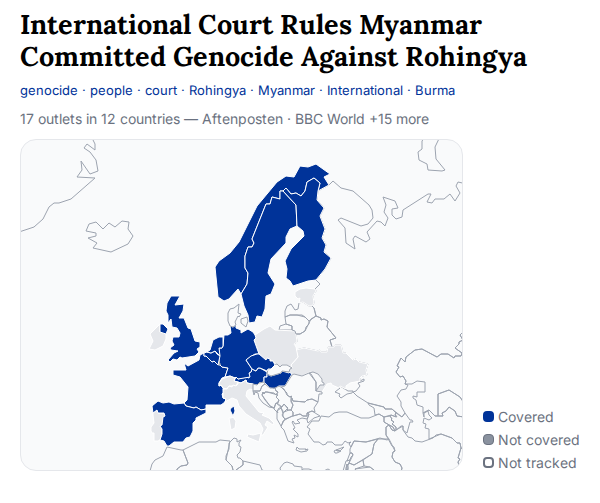 International Court Rules Myanmar
Committed Genocide Against Rohingya
genocide · people · court · Rohingya · Myanmar · International · Burma
17 outlets in 12 countries — Aftenposten · BBC World +15 more
Covered
Not covered
Not tracked